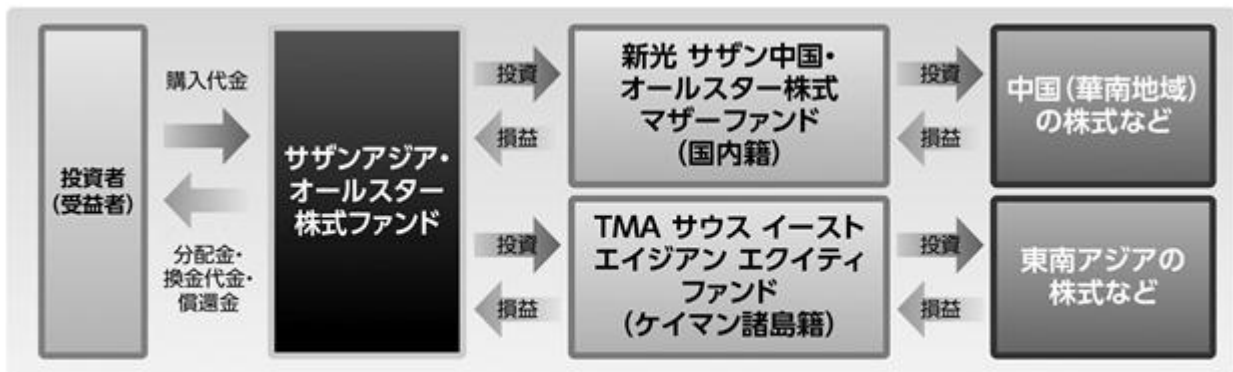 投資者
(受益者)
購入代金
分配金・
換金代金・
償還金
サザンアジア・
オールスター
株式ファンド
投資
損益
新光 サザン中国・
オールスター株式
マザーファンド
(国内籍)
投資
損益
中国(華南地域)
の株式など
投資
損益
TMA サウス イースト
エイジアン エクイティ
ファンド
(ケイマン諸島籍)
投資
損益
東南アジアの
株式など